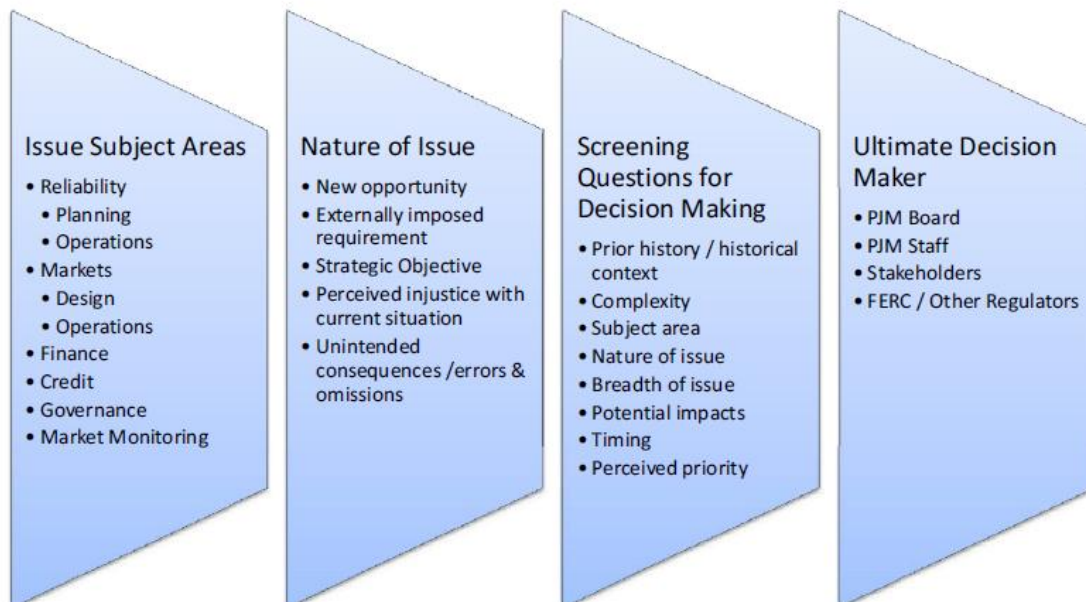 Issue Subject Areas
• Reliability
• Planning
• Operations
• Markets
• Design
• Operations
• Finance
• Credit
• Governance
• Market Monitoring
Nature of Issue
• New opportunity
• Externally imposed
requirement
• Strategic Objective
• Perceived injustice with
current situation
• Unintended
consequences /errors &
omissions
Screening
Questions for
Decision Making
• Prior history / historical
context
• Complexity
• Subject area
• Nature of issue
• Breadth of issue
• Potential impacts
• Timing
• Perceived priority
Ultimate Decision
Maker
• PJM Board
• PJM Staff
• Stakeholders
• FERC / Other Regulators